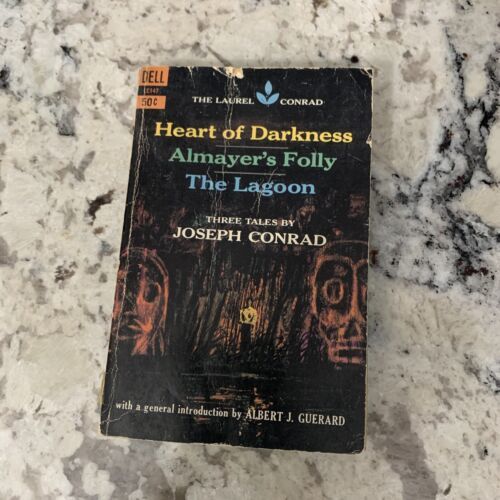 DELL
50¢
THE LAUREL CONRAD
Heart of Darkness
Almayer's Folly
The Lagoon
THREE TALES BY
JOSEPH CONRAD
with a general introduction by ALBERT J. GUERARD